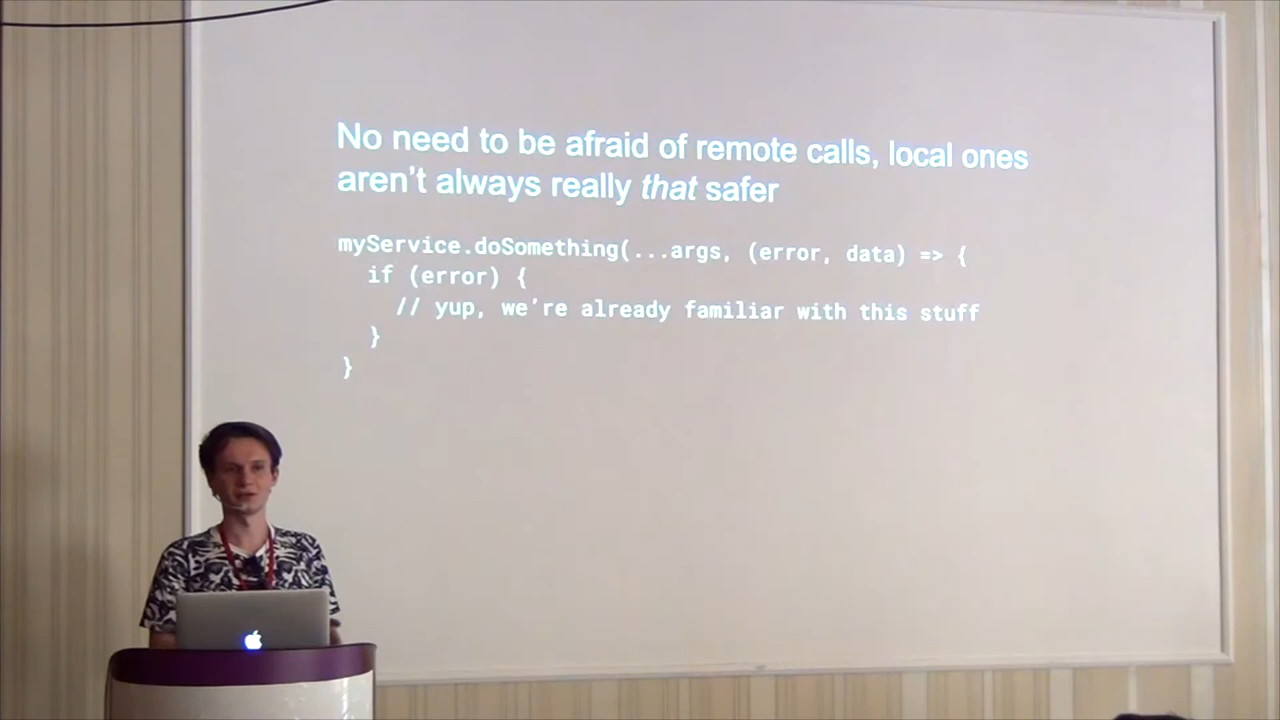 No need to be afraid of remote calls, local ones
aren’t always really that safer
myService.doSomething(...args, (error, data) => {
if (error) {
// yup, we’re already familiar with this stuff
}
}